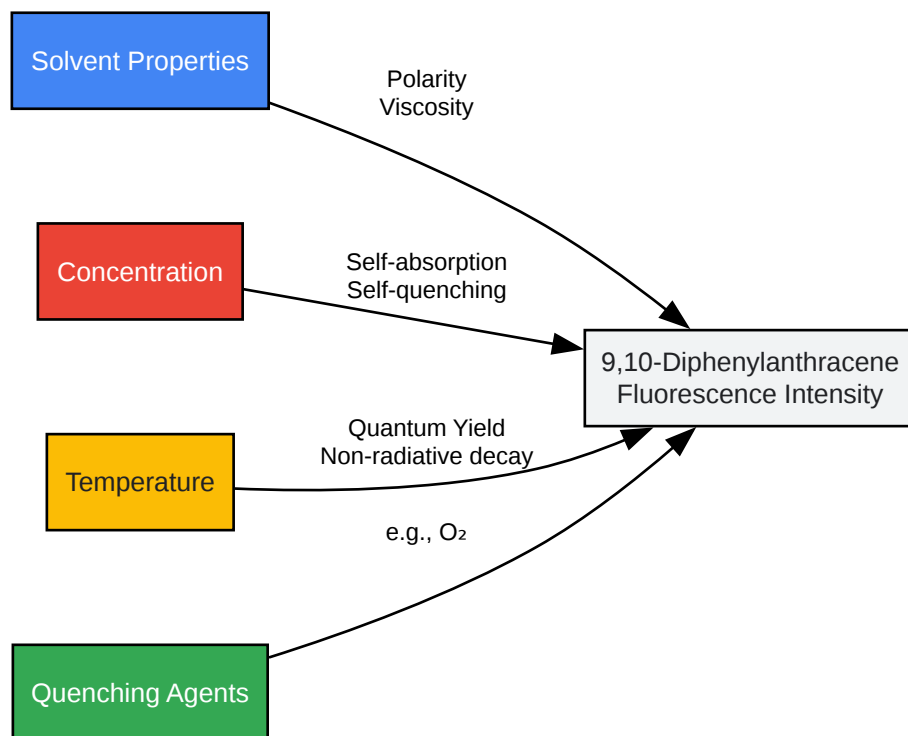 Solvent Properties
Polarity
Viscosity
Concentration
Self-absorption
Self-quenching
9,10-Diphenylanthracene
Fluorescence Intensity
Temperature
Quantum Yield
Non-radiative decay
e.g., O₂
Quenching Agents